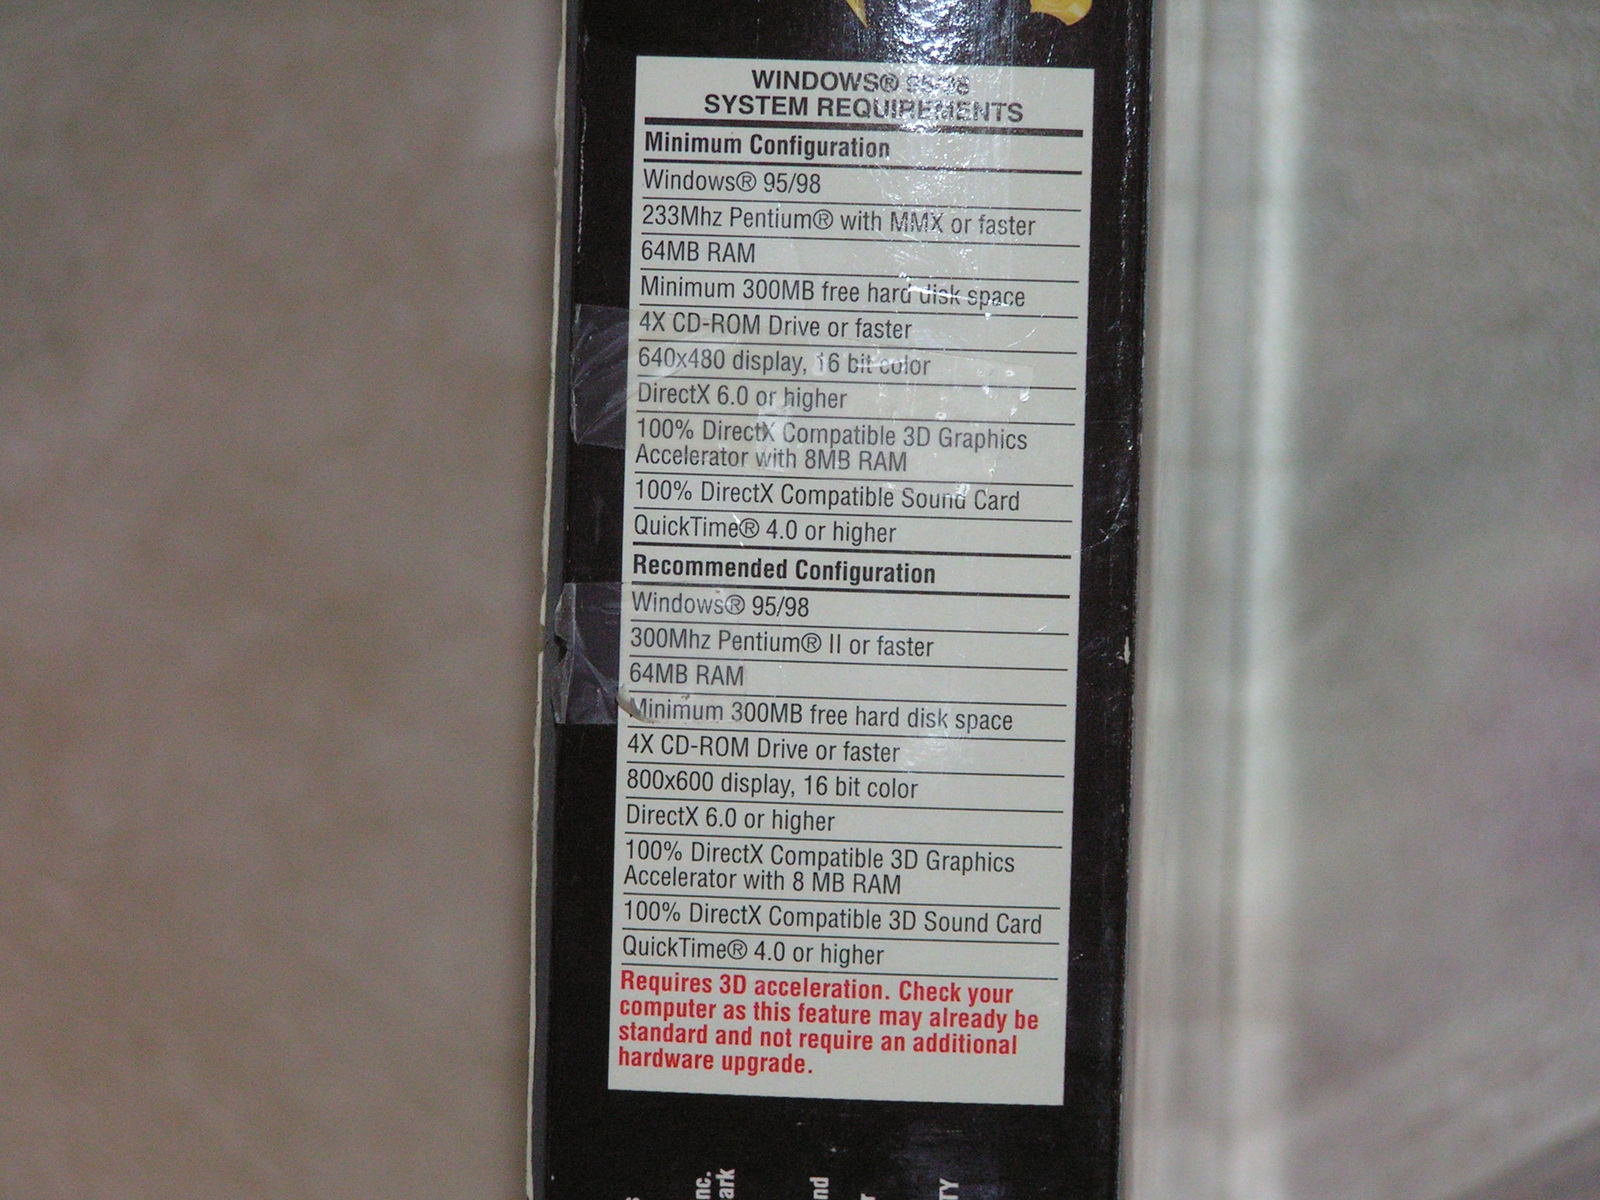 WINDOWS® 95/98
SYSTEM REQUIREMENTS
Minimum Configuration
Windows® 95/98
233Mhz Pentium® with MMX or faster
64MB RAM
Minimum 300MB free hard disk space
4X CD-ROM Drive or faster
640x480 display, 16 bit color
DirectX 6.0 or higher
100% DirectX Compatible 3D Graphics
Accelerator with 8MB RAM
100% DirectX Compatible Sound Card
QuickTime® 4.0 or higher
Recommended Configuration
Windows® 95/98
300Mhz Pentium® II or faster
64MB RAM
Minimum 300MB free hard disk space
4X CD-ROM Drive or faster
800x600 display, 16 bit color
DirectX 6.0 or higher
100% DirectX Compatible 3D Graphics
Accelerator with 8 MB RAM
100% DirectX Compatible 3D Sound Card
QuickTime® 4.0 or higher
Requires 3D acceleration. Check your
computer as this feature may already be
standard and not require an additional
hardware upgrade.